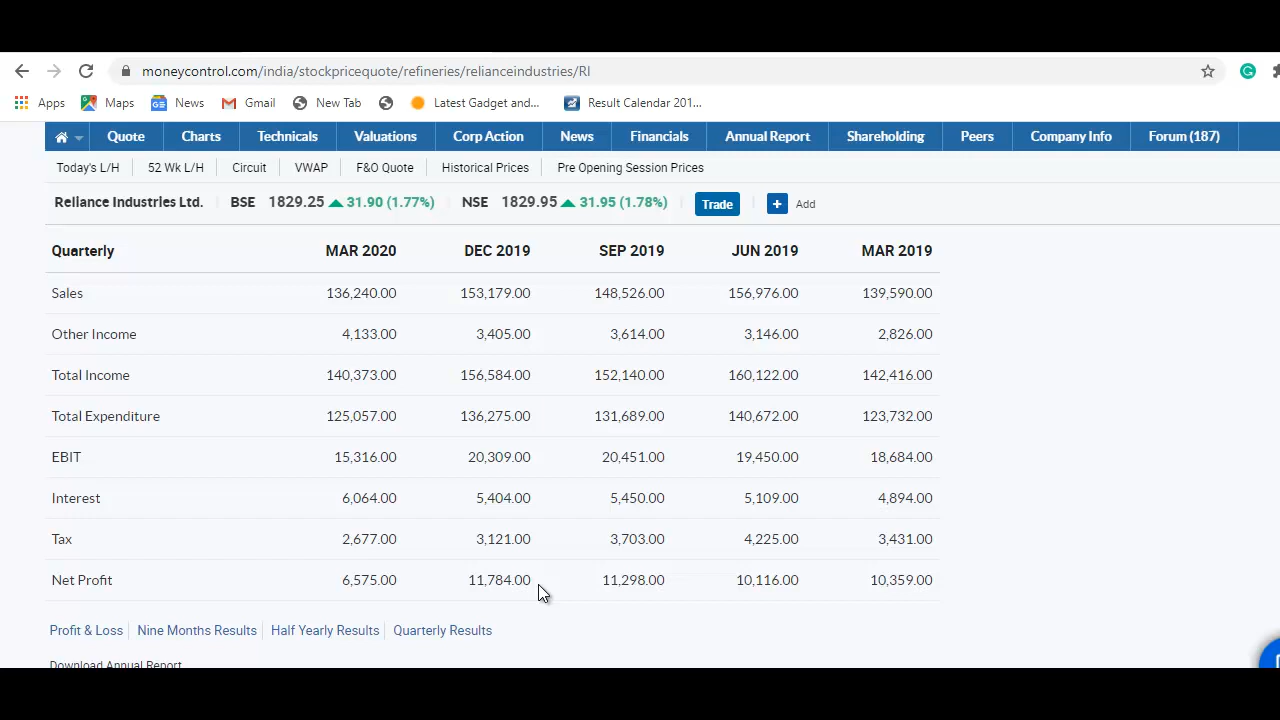 moneycontrol.com/india/stockpricequote/refineries/relianceindustries/RI
Apps Maps News Gmail New Tab Latest Gadget and... Result Calendar 201...
Quote Charts Technicals Valuations Corp Action News Financials Annual Report Shareholding Peers Company Info Forum (187)
Today's L/H 52 Wk L/H Circuit VWAP F&O Quote Historical Prices Pre Opening Session Prices
Reliance Industries Ltd. BSE 1829.25 31.90 (1.77%) NSE 1829.95 31.95 (1.78%) Trade + Add
Quarterly MAR 2020 DEC 2019 SEP 2019 JUN 2019 MAR 2019
Sales 136,240.00 153,179.00 148,526.00 156,976.00 139,590.00
Other Income 4,133.00 3,405.00 3,614.00 3,146.00 2,826.00
Total Income 140,373.00 156,584.00 152,140.00 160,122.00 142,416.00
Total Expenditure 125,057.00 136,275.00 131,689.00 140,672.00 123,732.00
EBIT 15,316.00 20,309.00 20,451.00 19,450.00 18,684.00
Interest 6,064.00 5,404.00 5,450.00 5,109.00 4,894.00
Tax 2,677.00 3,121.00 3,703.00 4,225.00 3,431.00
Net Profit 6,575.00 11,784.00 11,298.00 10,116.00 10,359.00
Profit & Loss Nine Months Results Half Yearly Results Quarterly Results
Download Annual Report